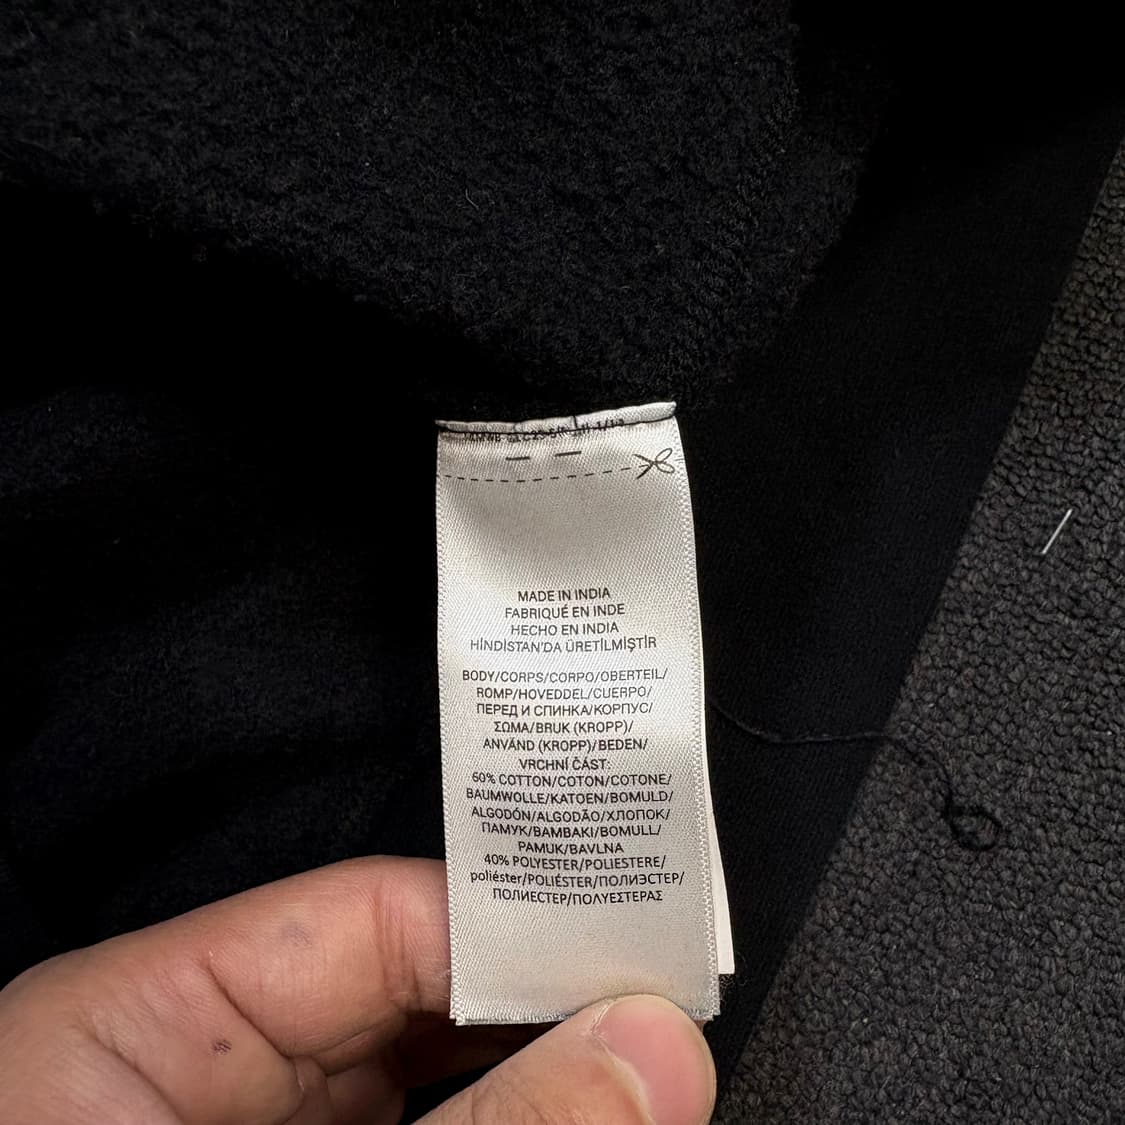 MADE IN INDIA
FABRIQUÉ EN INDE
HECHO EN INDIA
HİNDİSTAN'DA ÜRETİLMİŞTİR
BODY/CORPS/CORPO/OBERTEIL/
ROMP/HOVEDDEL/CUERPO/
ПЕРЕД И СПИНКА/КОРПУС/
ΣΩΜΑ/BRUK (KROPP)/
ANVÄND (KROPP)/BEDEN/
VRCHNÍ ČÁST:
60% COTTON/COTON/COTONE/
BAUMWOLLE/KATOEN/BOMULD/
ALGODÓN/ALGODÃO/ХЛОПОК/
ПАМУК/BAMBAKI/BOMULL/
PAMUK/BAVLNA
40% POLYESTER/POLIESTERE/
poliéster/POLIÉSTER/ПОЛИЭСТЕР/
ПОЛИЕСТЕР/ΠΟΛΥΕΣΤΕΡΑΣ